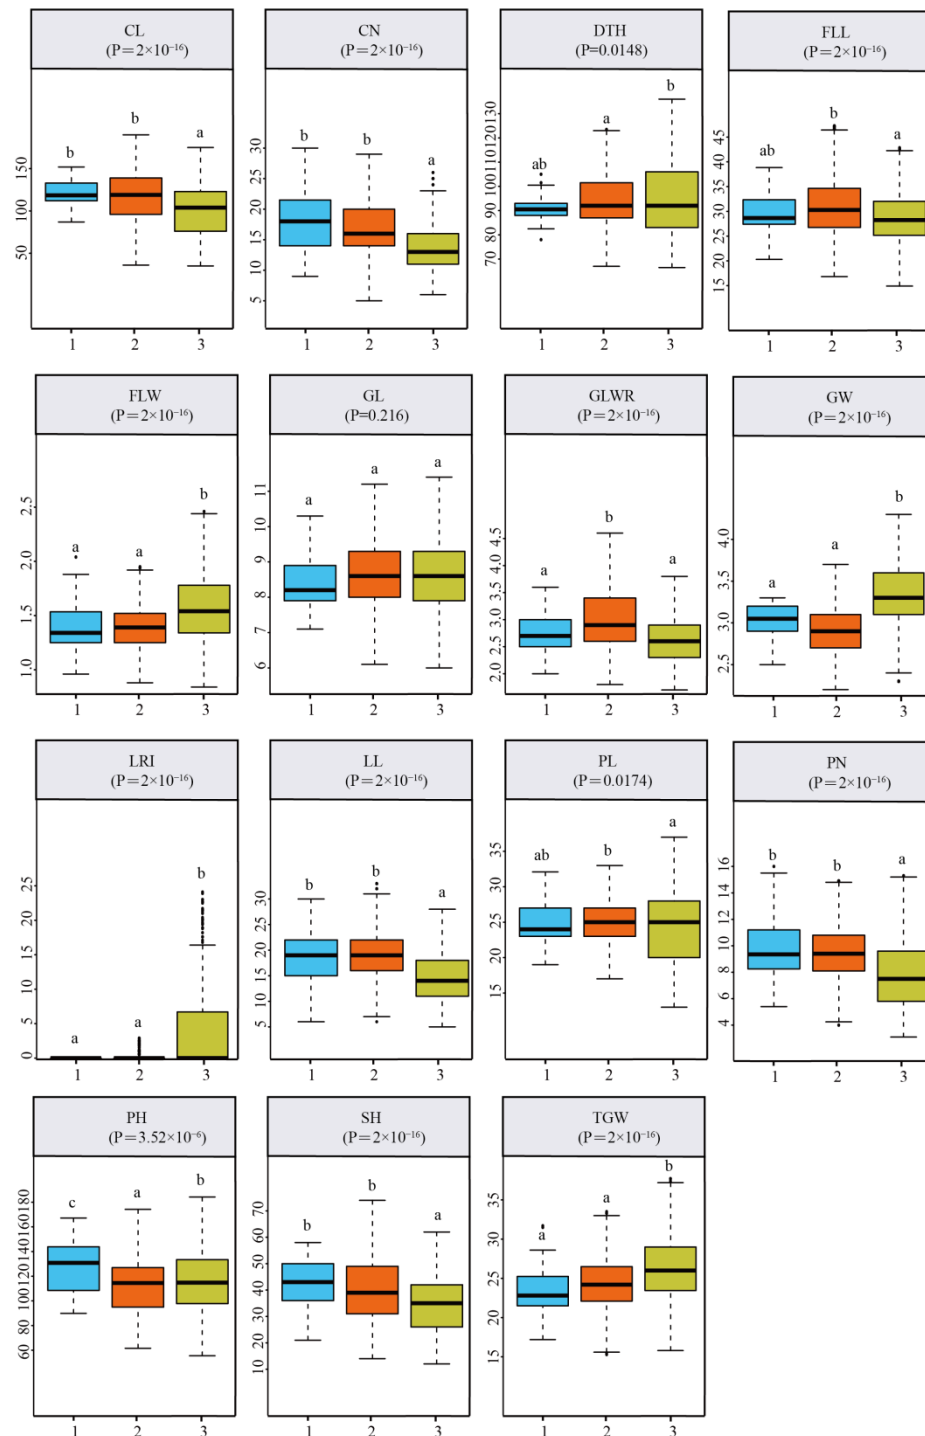 CL
(P=2×10⁻¹⁶)
CN
(P=2×10⁻¹⁶)
DTH
(P=0.0148)
FLL
(P=2×10⁻¹⁶)
50 100 150
b b a
1 2 3
5 10 15 20 25 30
b b a
1 2 3
70 80 90 100 110 120 130
ab a b
1 2 3
15 20 25 30 35 40 45
ab b a
1 2 3
FLW
(P=2×10⁻¹⁶)
GL
(P=0.216)
GLWR
(P=2×10⁻¹⁶)
GW
(P=2×10⁻¹⁶)
1.0 1.5 2.0 2.5
a a b
1 2 3
6 7 8 9 10 11
a a a
1 2 3
2.0 2.5 3.0 3.5 4.0 4.5
a b a
1 2 3
2.5 3.0 3.5 4.0
a a b
1 2 3
LRI
(P=2×10⁻¹⁶)
LL
(P=2×10⁻¹⁶)
PL
(P=0.0174)
PN
(P=2×10⁻¹⁶)
0 5 10 15 20 25
a a b
1 2 3
5 10 15 20 25 30
b b a
1 2 3
15 20 25 30 35
ab b a
1 2 3
4 6 8 10 12 14 16
b b a
1 2 3
PH
(P=3.52×10⁻⁶)
SH
(P=2×10⁻¹⁶)
TGW
(P=2×10⁻¹⁶)
60 80 100 120 140 160 180
c a b
1 2 3
10 20 30 40 50 60 70
b b a
1 2 3
15 20 25 30 35
a a b
1 2 3